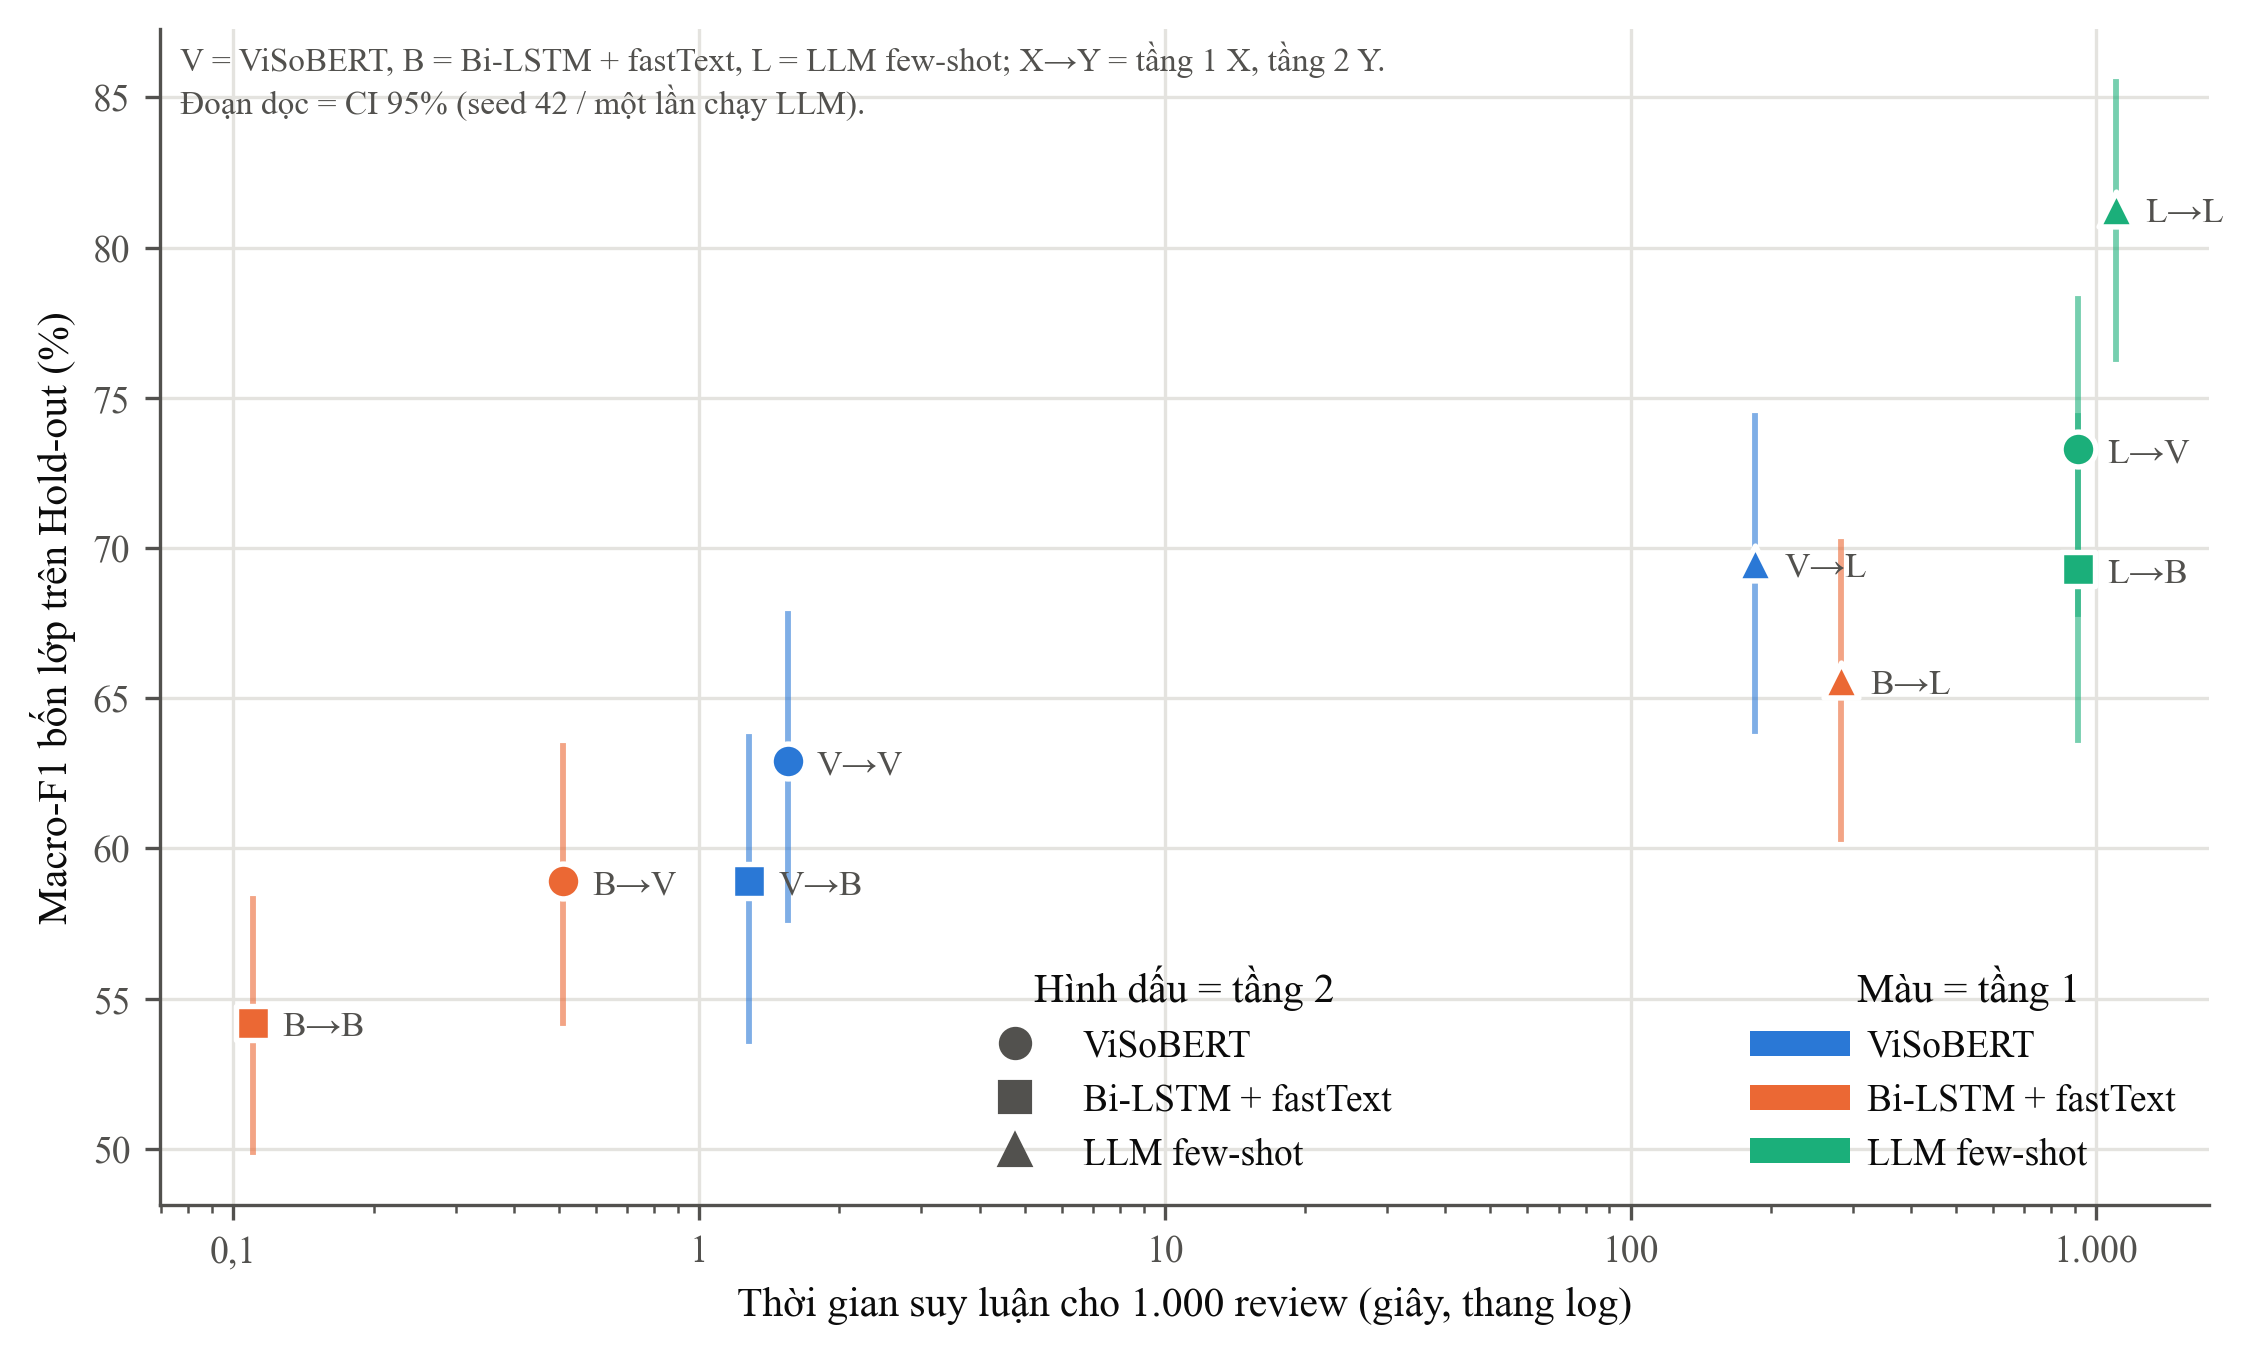 V = ViSoBERT, B = Bi-LSTM + fastText, L = LLM few-shot; X→Y = tầng 1 X, tầng 2 Y.
Đoạn dọc = CI 95% (seed 42 / một lần chạy LLM).
Macro-F1 bốn lớp trên Hold-out (%)
85
80
75
70
65
60
55
50
L→L
L→V
V→L
L→B
B→L
V→V
B→V
V→B
B→B
Hình dấu = tầng 2
ViSoBERT
Bi-LSTM + fastText
LLM few-shot
Màu = tầng 1
ViSoBERT
Bi-LSTM + fastText
LLM few-shot
0,1
1
10
100
1.000
Thời gian suy luận cho 1.000 review (giây, thang log)